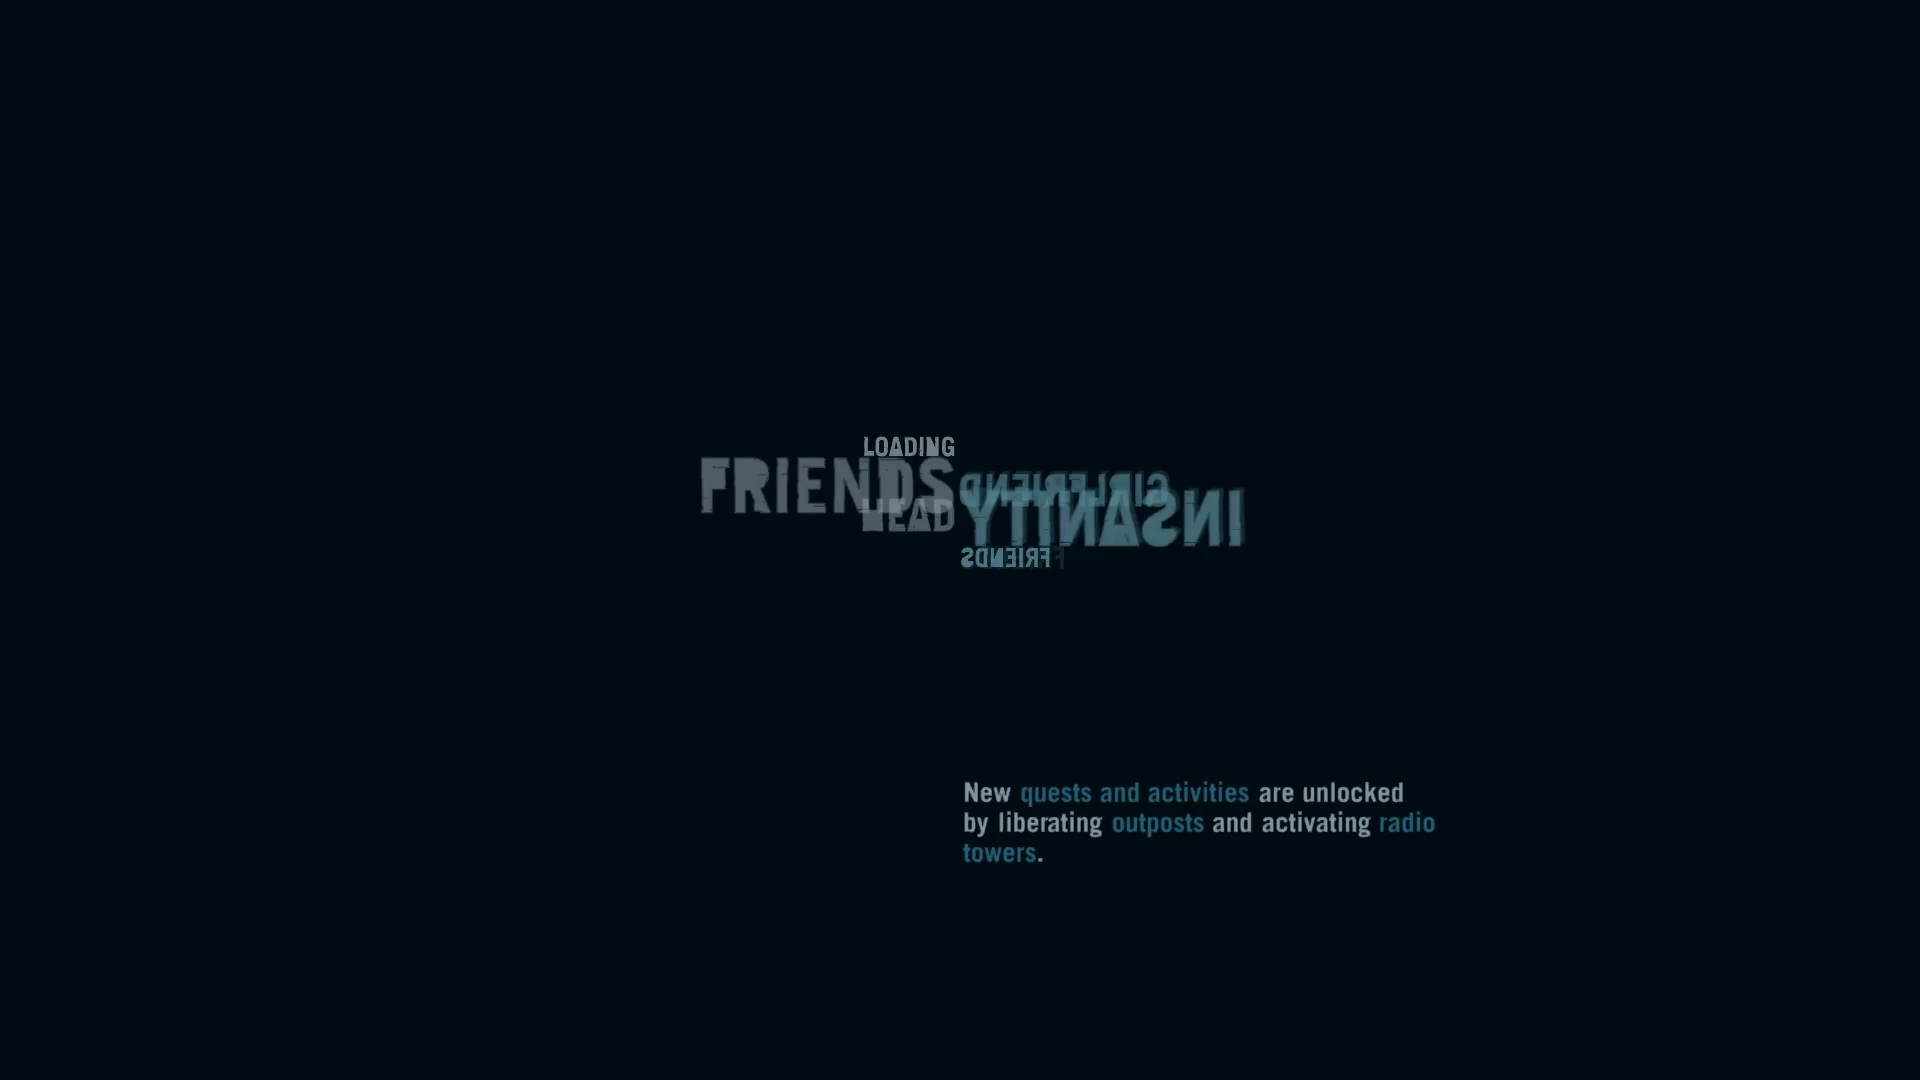 LOADING
FRIENDS
HEAD
GIRLFRIEND
INSANITY
FRIENDS
New quests and activities are unlocked
by liberating outposts and activating radio
towers.